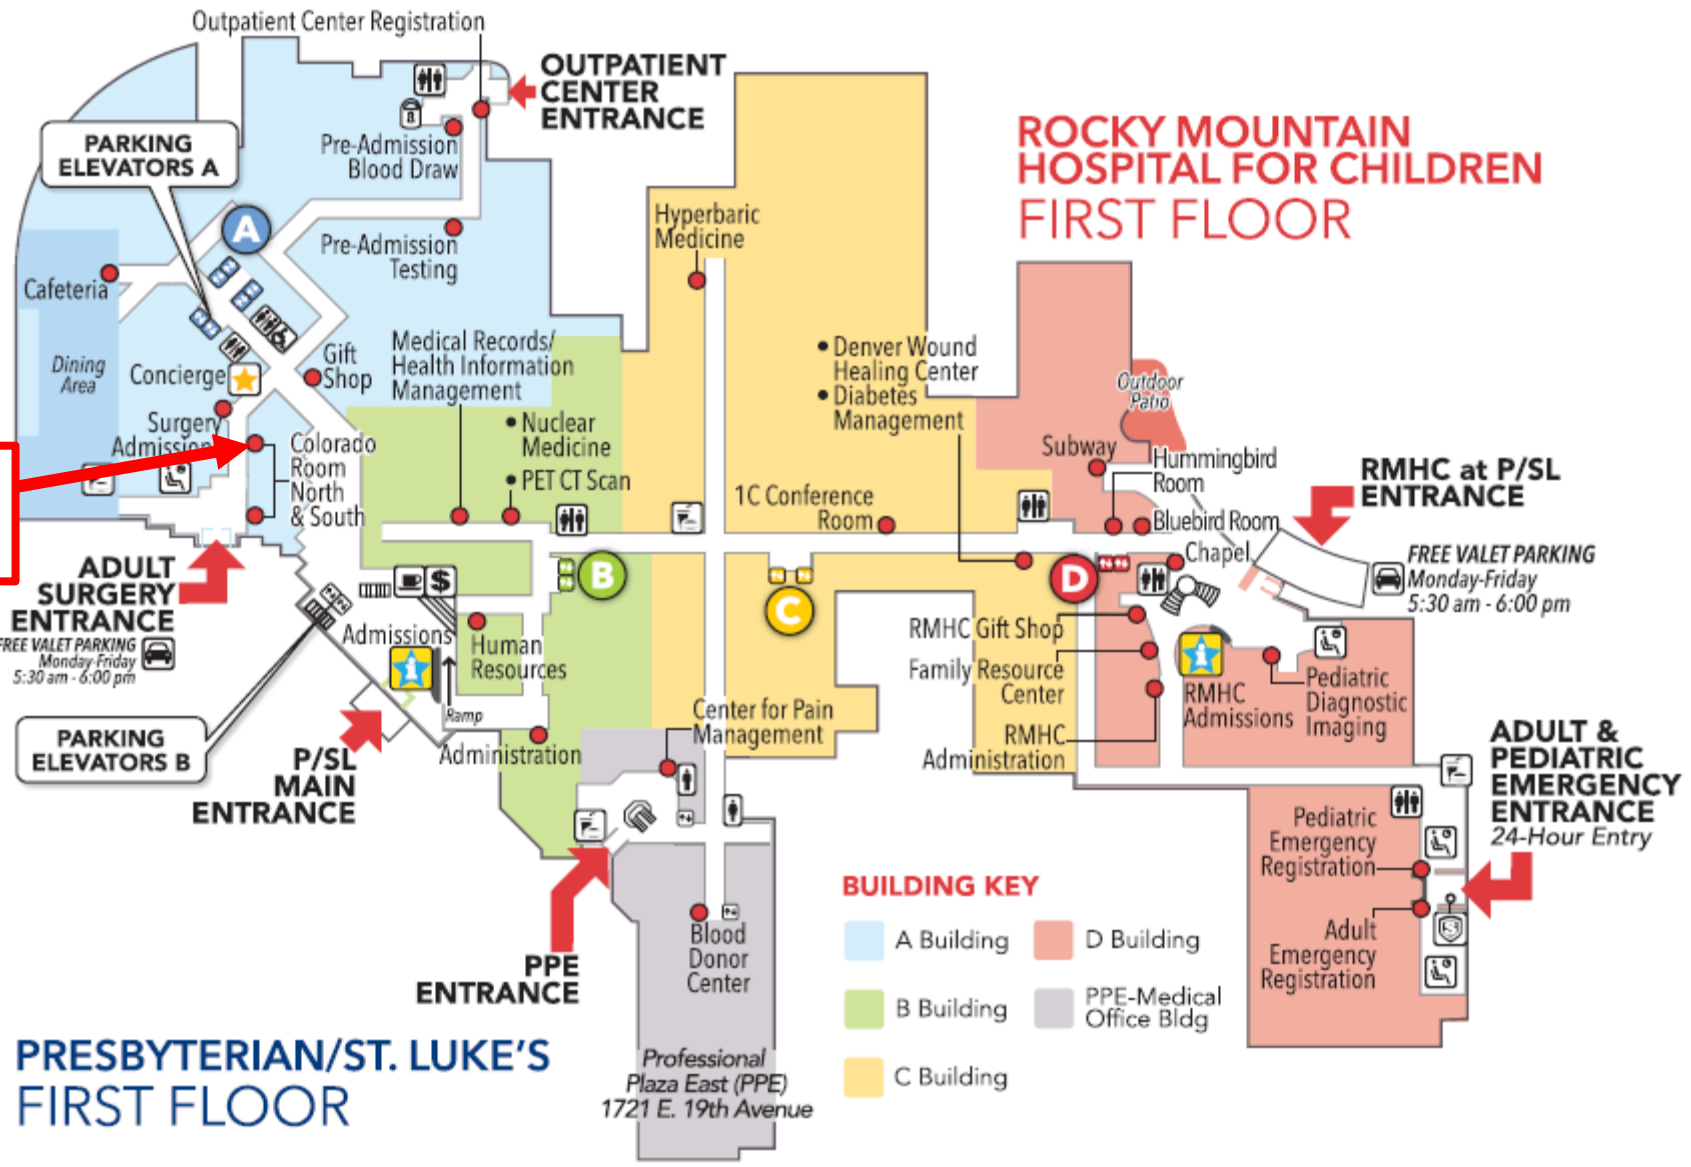 Outpatient Center Registration
OUTPATIENT
CENTER
ENTRANCE
PARKING
ELEVATORS A
Pre-Admission
Blood Draw
A
Pre-Admission
Testing
Cafeteria
Dining
Area
Concierge
Gift
Shop
Surgery
Admission
Colorado
Room
North
& South
Medical Records/
Health Information
Management
• Nuclear
Medicine
• PET CT Scan
Hyperbaric
Medicine
ROCKY MOUNTAIN
HOSPITAL FOR CHILDREN
FIRST FLOOR
• Denver Wound
Healing Center
• Diabetes
Management
1C Conference
Room
Outdoor
Patio
Subway
Hummingbird
Room
Bluebird Room
Chapel
RMHC at P/SL
ENTRANCE
FREE VALET PARKING
Monday-Friday
5:30 am - 6:00 pm
ADULT
SURGERY
ENTRANCE
FREE VALET PARKING
Monday-Friday
5:30 am - 6:00 pm
B
C
D
$
Admissions
i
Human
Resources
Ramp
Administration
PARKING
ELEVATORS B
P/SL
MAIN
ENTRANCE
Center for Pain
Management
RMHC Gift Shop
Family Resource
Center
RMHC
Administration
i
RMHC
Admissions
Pediatric
Diagnostic
Imaging
ADULT &
PEDIATRIC
EMERGENCY
ENTRANCE
24-Hour Entry
Pediatric
Emergency
Registration
Adult
Emergency
Registration
S
PPE
ENTRANCE
Blood
Donor
Center
Professional
Plaza East (PPE)
1721 E. 19th Avenue
BUILDING KEY
A Building
B Building
C Building
D Building
PPE-Medical
Office Bldg
PRESBYTERIAN/ST. LUKE'S
FIRST FLOOR